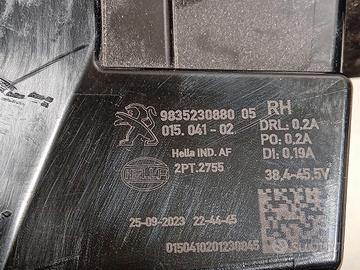 9835230880 05
015.041-02
Hella IND. AF
2PT.2755
HELLA
RH
DRL: 0,2A
PO: 0,2A
DI: 0,19A
38,4-45,5V
25-09-2023 22-44-45
0150410201230845